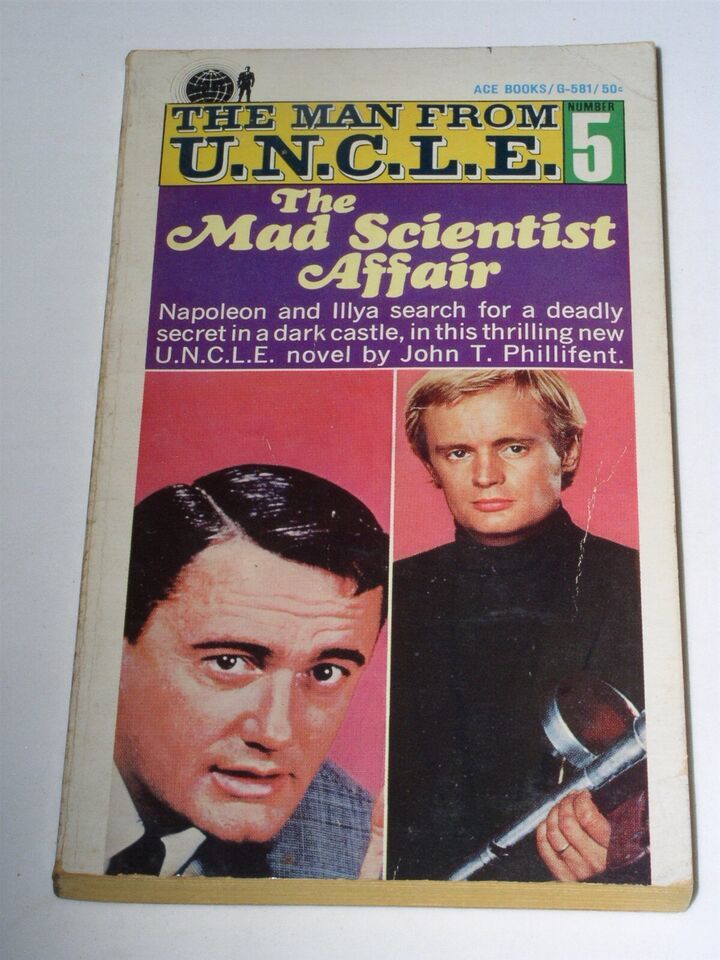 ACE BOOKS/G-581/50¢
THE MAN FROM
U.N.C.L.E.
NUMBER
5
The
Mad Scientist
Affair
Napoleon and Illya search for a deadly
secret in a dark castle, in this thrilling new
U.N.C.L.E. novel by John T. Phillifent.